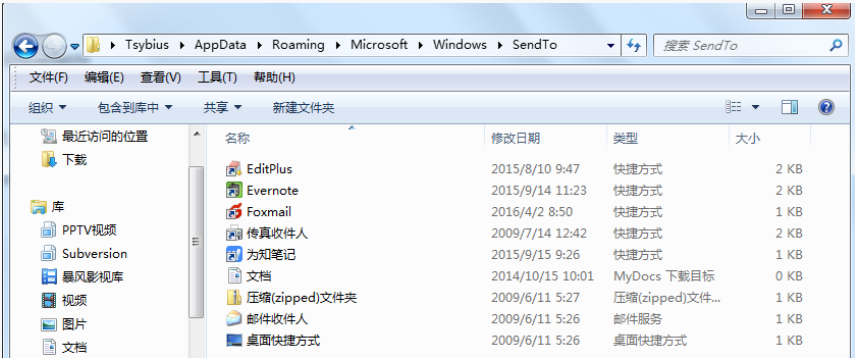 Tsybius ▸ AppData ▸ Roaming ▸ Microsoft ▸ Windows ▸ SendTo
搜索 SendTo
文件(F) 编辑(E) 查看(V) 工具(T) 帮助(H)
组织 包含到库中 共享 新建文件夹
最近访问的位置
下载
库
PPTV视频
Subversion
暴风影视库
视频
图片
文档
名称 修改日期 类型 大小
EditPlus 2015/8/10 9:47 快捷方式 2 KB
Evernote 2015/9/14 11:23 快捷方式 2 KB
Foxmail 2016/4/2 8:50 快捷方式 1 KB
传真收件人 2009/7/14 12:42 快捷方式 2 KB
为知笔记 2015/9/15 9:26 快捷方式 1 KB
文档 2014/10/15 10:01 MyDocs 下载目标 0 KB
压缩(zipped)文件夹 2009/6/11 5:27 压缩(zipped)文件... 1 KB
邮件收件人 2009/6/11 5:26 邮件服务 1 KB
桌面快捷方式 2009/6/11 5:26 桌面快捷方式 1 KB